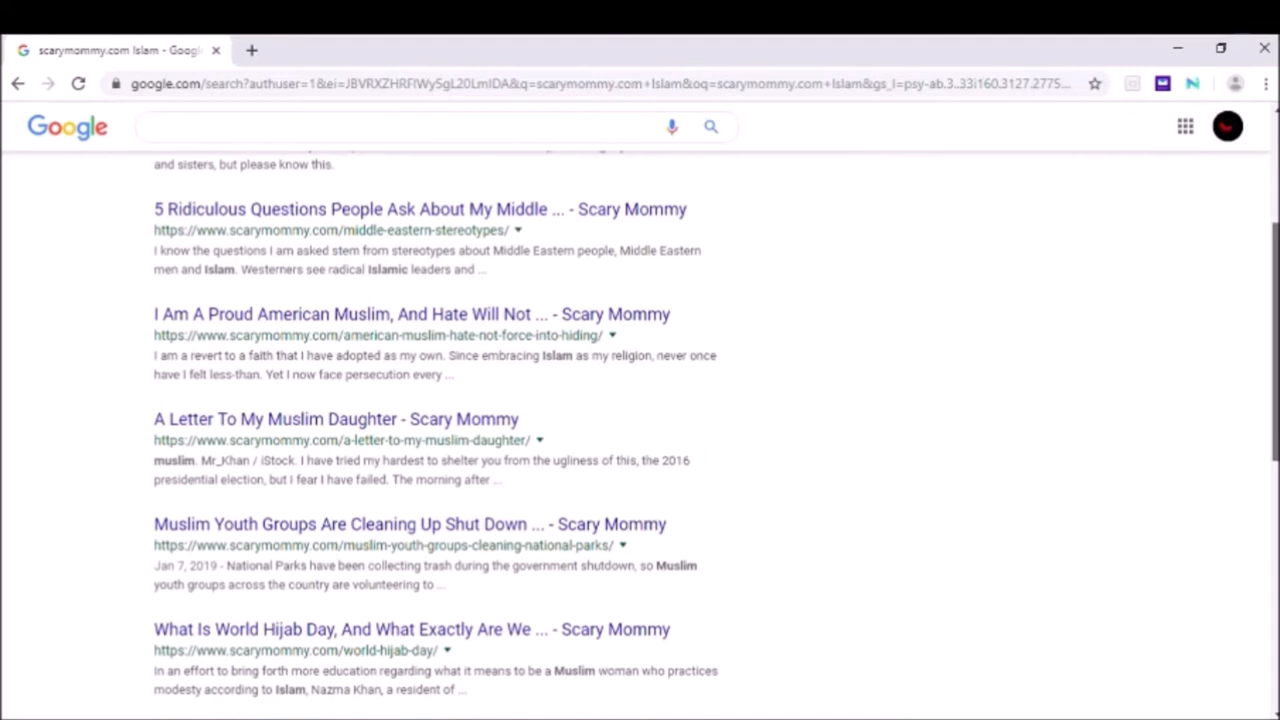 scarymommy.com Islam - Googl
google.com/search?authuser=1&ei=JBVRXZHRFIWy5gL20LmIDA&q=scarymommy.com+Islam&oq=scarymommy.com+Islam&gs_l=psy-ab.3..33i160.3127.2775...
Google
and sisters, but please know this.
5 Ridiculous Questions People Ask About My Middle ... - Scary Mommy
https://www.scarymommy.com/middle-eastern-stereotypes/
I know the questions I am asked stem from stereotypes about Middle Eastern people, Middle Eastern
men and Islam. Westerners see radical Islamic leaders and ...
I Am A Proud American Muslim, And Hate Will Not ... - Scary Mommy
https://www.scarymommy.com/american-muslim-hate-not-force-into-hiding/
I am a revert to a faith that I have adopted as my own. Since embracing Islam as my religion, never once
have I felt less-than. Yet I now face persecution every ...
A Letter To My Muslim Daughter - Scary Mommy
https://www.scarymommy.com/a-letter-to-my-muslim-daughter/
muslim. Mr_Khan / iStock. I have tried my hardest to shelter you from the ugliness of this, the 2016
presidential election, but I fear I have failed. The morning after ...
Muslim Youth Groups Are Cleaning Up Shut Down ... - Scary Mommy
https://www.scarymommy.com/muslim-youth-groups-cleaning-national-parks/
Jan 7, 2019 - National Parks have been collecting trash during the government shutdown, so Muslim
youth groups across the country are volunteering to ...
What Is World Hijab Day, And What Exactly Are We ... - Scary Mommy
https://www.scarymommy.com/world-hijab-day/
In an effort to bring forth more education regarding what it means to be a Muslim woman who practices
modesty according to Islam, Nazma Khan, a resident of ...